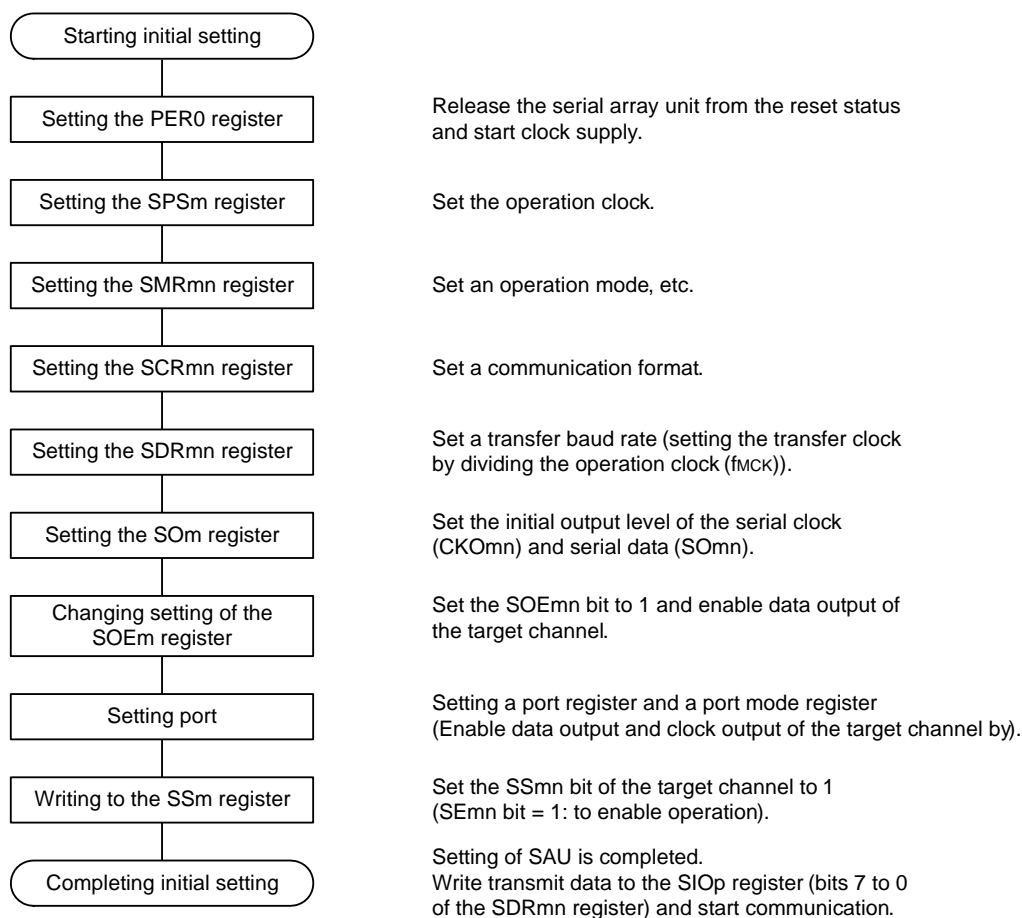 Starting initial setting
Setting the PER0 register
Release the serial array unit from the reset status
and start clock supply.
Setting the SPSm register
Set the operation clock.
Setting the SMRmn register
Set an operation mode, etc.
Setting the SCRmn register
Set a communication format.
Setting the SDRmn register
Set a transfer baud rate (setting the transfer clock
by dividing the operation clock (fMCK)).
Setting the SOm register
Set the initial output level of the serial clock
(CKOmn) and serial data (SOmn).
Changing setting of the
SOEm register
Set the SOEmn bit to 1 and enable data output of
the target channel.
Setting port
Setting a port register and a port mode register
(Enable data output and clock output of the target channel by).
Writing to the SSm register
Set the SSmn bit of the target channel to 1
(SEmn bit = 1: to enable operation).
Completing initial setting
Setting of SAU is completed.
Write transmit data to the SIOp register (bits 7 to 0
of the SDRmn register) and start communication.